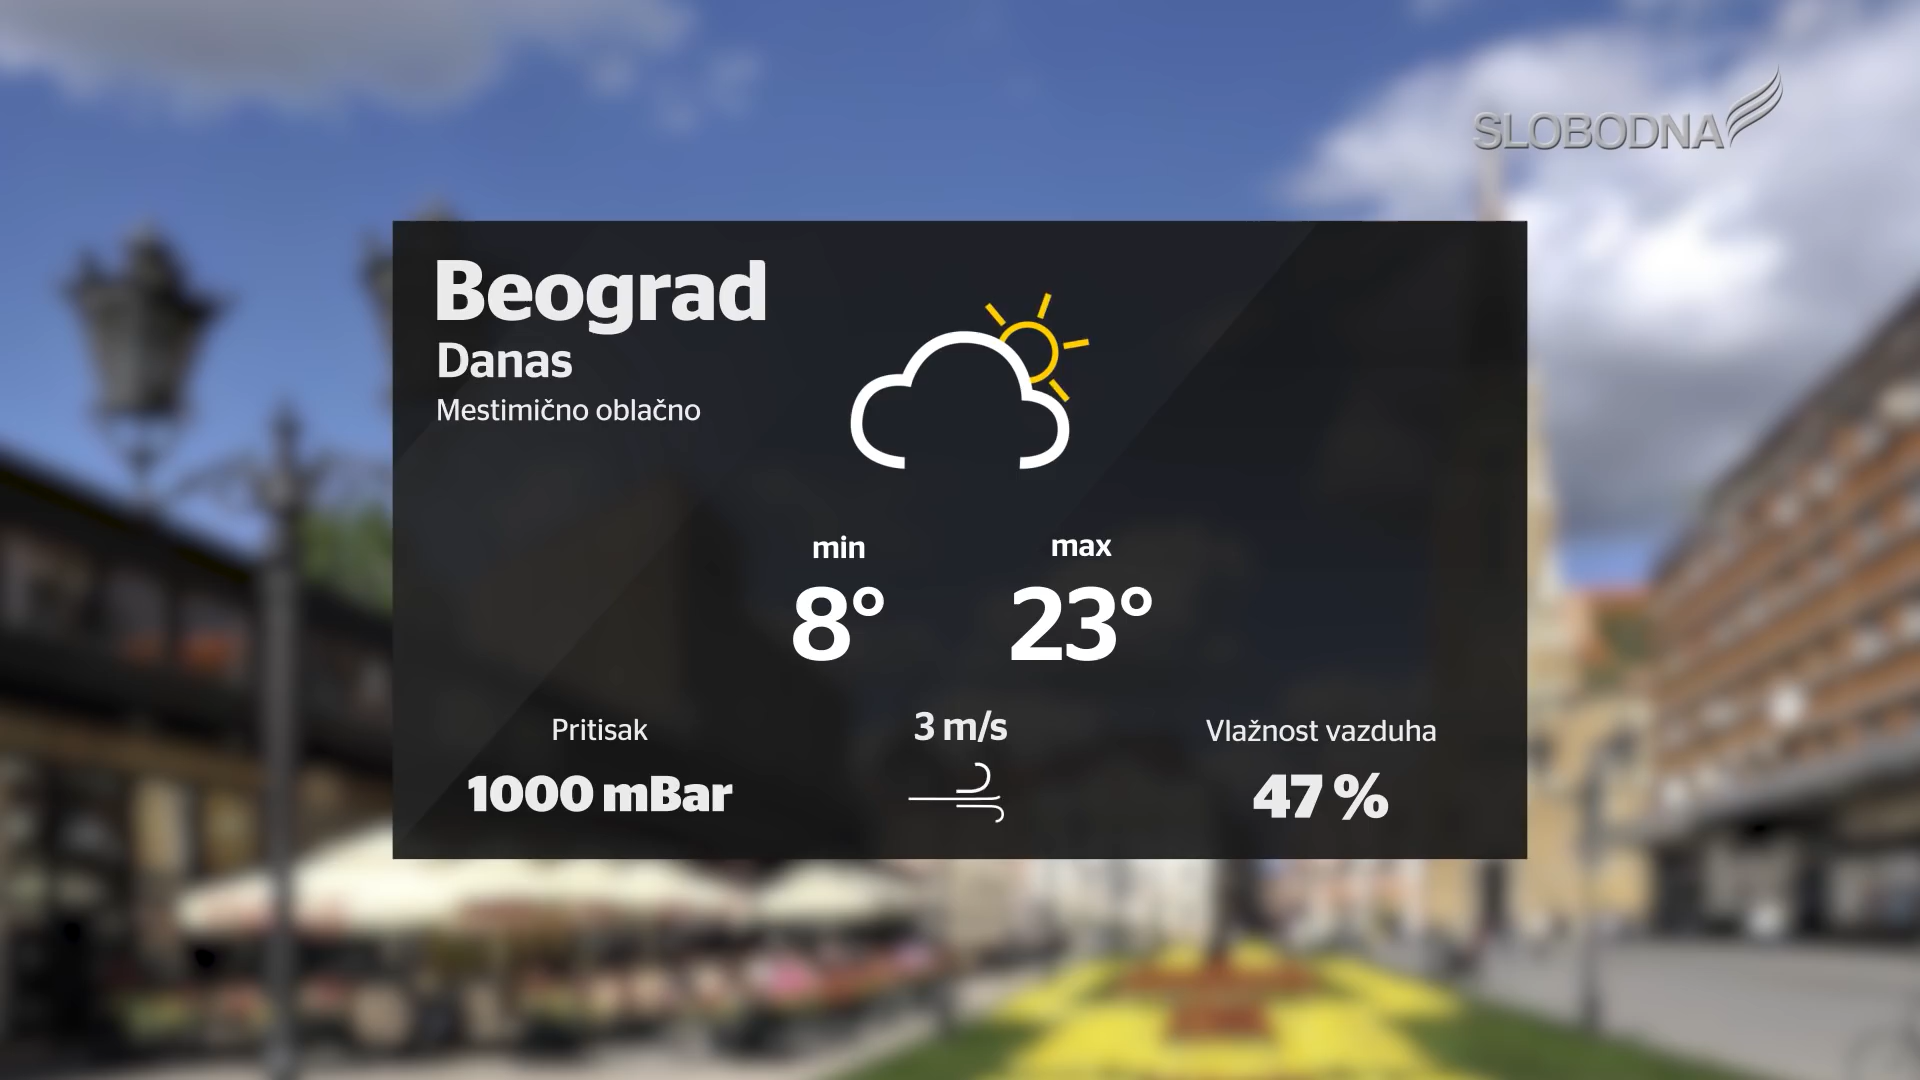 SLOBODNA
Beograd
Danas
Mestimično oblačno
min
max
8°
23°
Pritisak
3 m/s
Vlažnost vazduha
1000 mBar
47 %